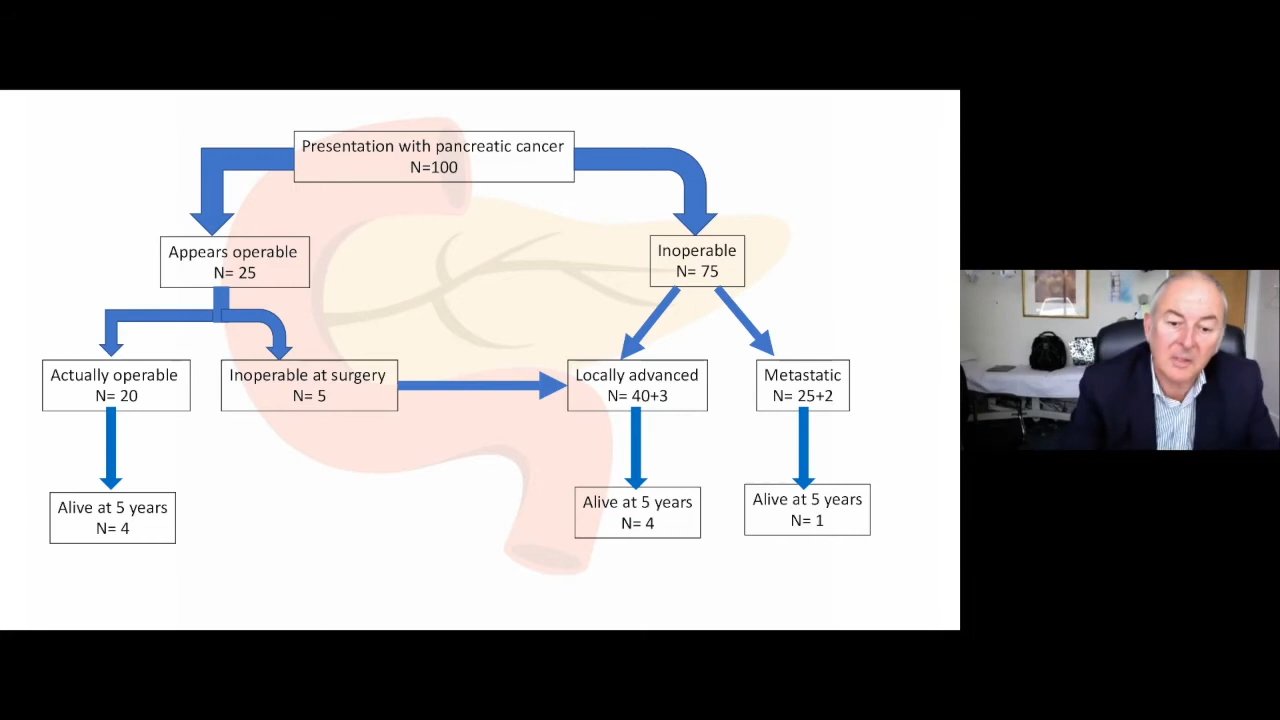 Presentation with pancreatic cancer
N=100
Appears operable
N= 25
Inoperable
N= 75
Actually operable
N= 20
Inoperable at surgery
N= 5
Locally advanced
N= 40+3
Metastatic
N= 25+2
Alive at 5 years
N= 4
Alive at 5 years
N= 4
Alive at 5 years
N= 1